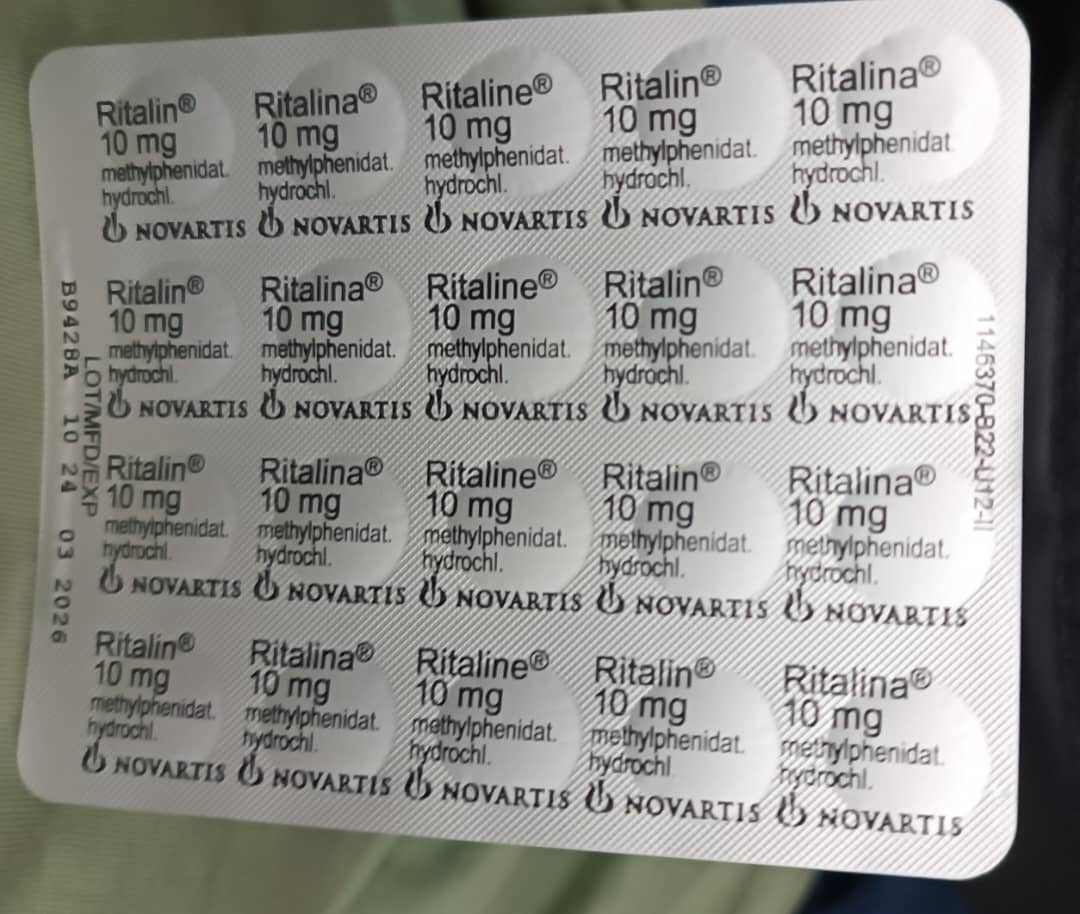 Ritalin® Ritalina® Ritaline® Ritalin® Ritalina®
10 mg 10 mg 10 mg 10 mg 10 mg
methylphenidat. methylphenidat. methylphenidat. methylphenidat. methylphenidat.
hydrochl. hydrochl. hydrochl. hydrochl. hydrochl.
NOVARTIS NOVARTIS NOVARTIS NOVARTIS NOVARTIS
Ritalin® Ritalina® Ritaline® Ritalin® Ritalina®
10 mg 10 mg 10 mg 10 mg 10 mg
methylphenidat. methylphenidat. methylphenidat. methylphenidat. methylphenidat.
hydrochl. hydrochl. hydrochl. hydrochl. hydrochl.
NOVARTIS NOVARTIS NOVARTIS NOVARTIS NOVARTIS
Ritalin® Ritalina® Ritaline® Ritalin® Ritalina®
10 mg 10 mg 10 mg 10 mg 10 mg
methylphenidat. methylphenidat. methylphenidat. methylphenidat. methylphenidat.
hydrochl. hydrochl. hydrochl. hydrochl. hydrochl.
NOVARTIS NOVARTIS NOVARTIS NOVARTIS NOVARTIS
Ritalin® Ritalina® Ritaline® Ritalin® Ritalina®
10 mg 10 mg 10 mg 10 mg 10 mg
methylphenidat. methylphenidat. methylphenidat. methylphenidat. methylphenidat.
hydrochl. hydrochl. hydrochl. hydrochl hydrochl.
NOVARTIS NOVARTIS NOVARTIS NOVARTIS NOVARTIS
LOT/MFD/EXP
B9428A 10 24 03 2026